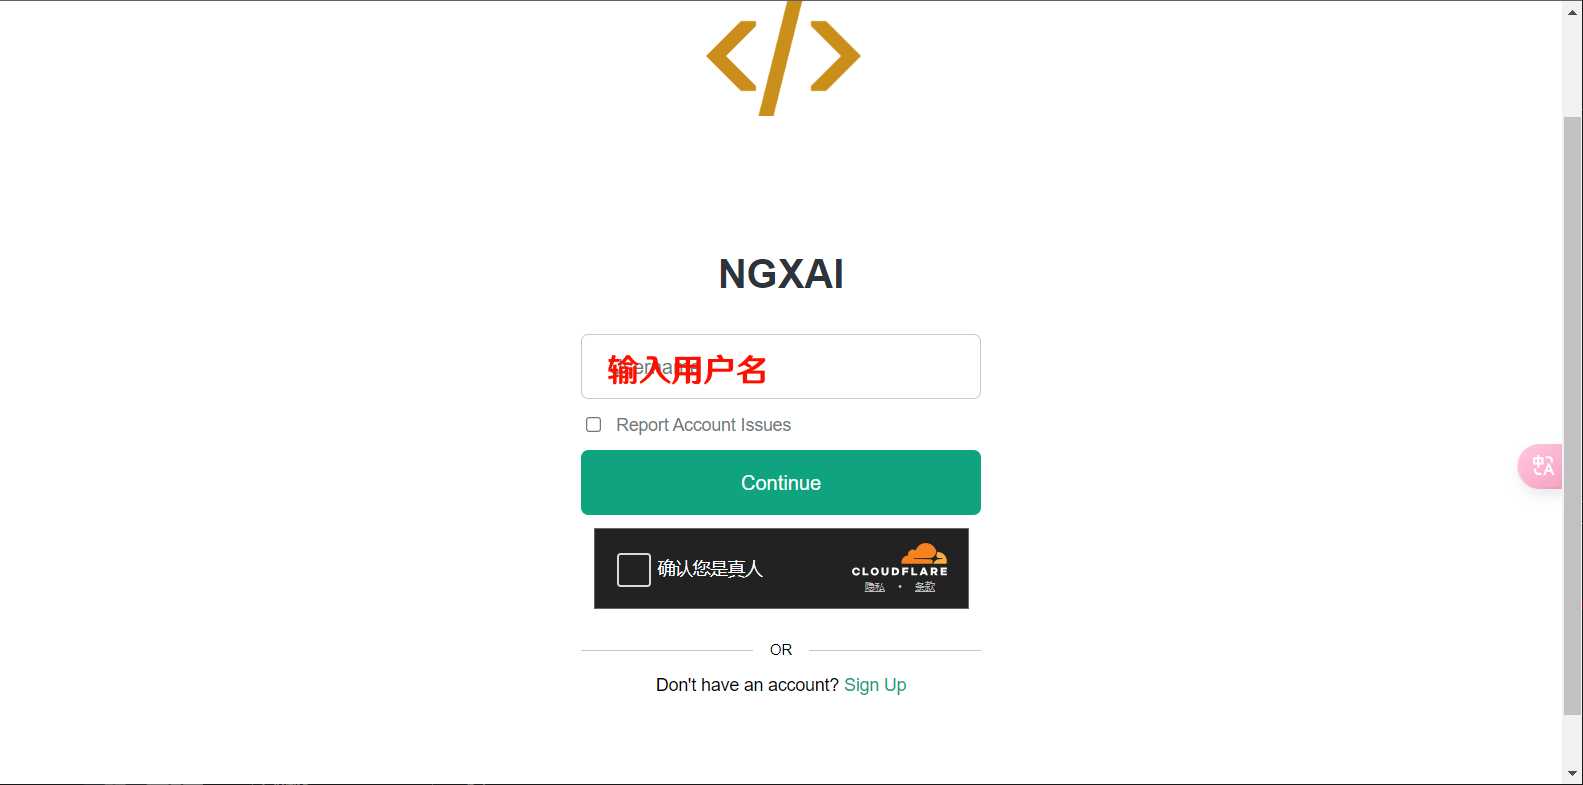 </>
NGXAI
输入用户名
Report Account Issues
Continue
确认您是真人
CLOUDFLARE
隐私 • 条款
OR
Don't have an account? Sign Up